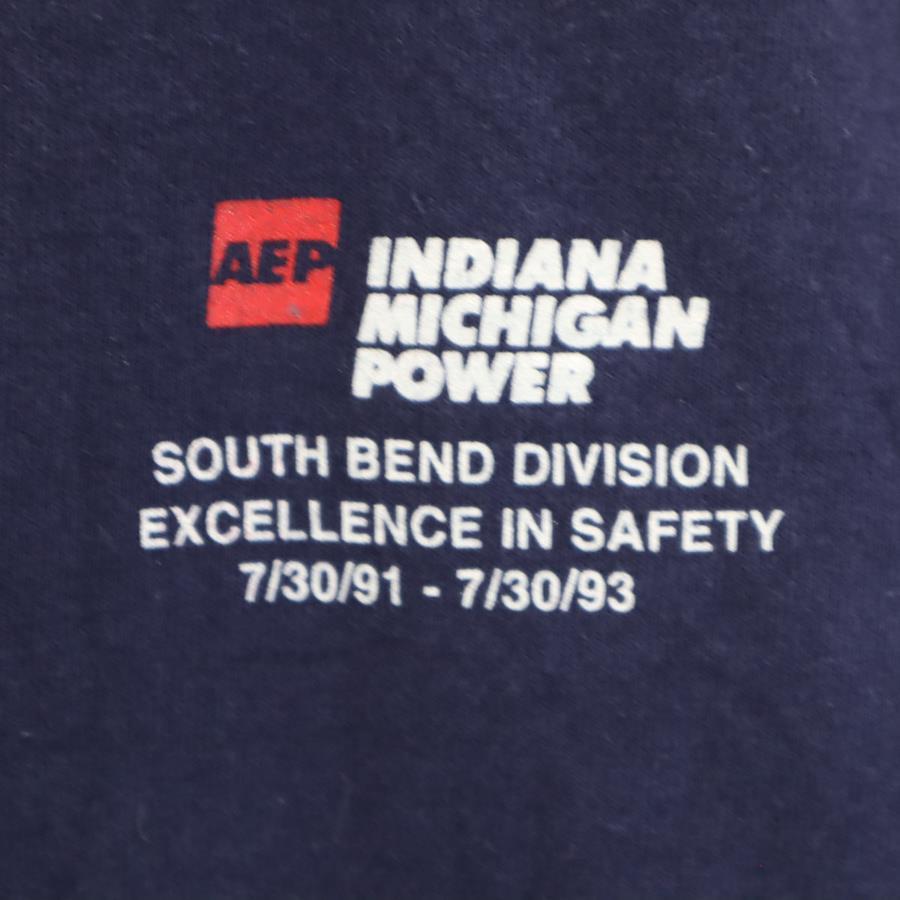 AEP
INDIANA
MICHIGAN
POWER
SOUTH BEND DIVISION
EXCELLENCE IN SAFETY
7/30/91 - 7/30/93